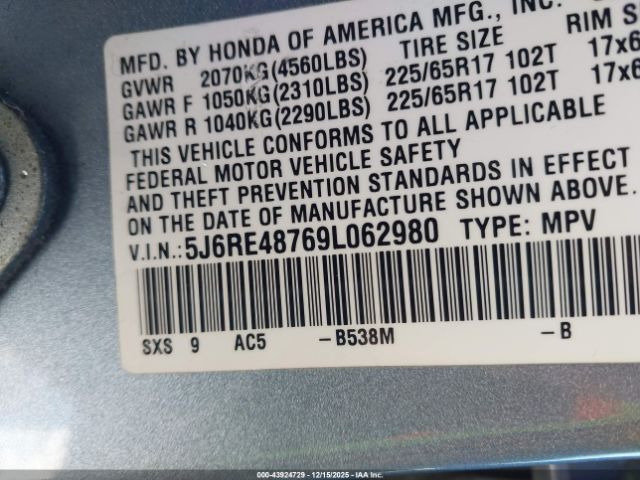 MFD. BY HONDA OF AMERICA MFG., INC.
TIRE SIZE RIM S
GVWR 2070KG(4560LBS)
GAWR F 1050KG(2310LBS) 225/65R17 102T 17x6
GAWR R 1040KG(2290LBS) 225/65R17 102T 17x6
THIS VEHICLE CONFORMS TO ALL APPLICABLE
FEDERAL MOTOR VEHICLE SAFETY
AND THEFT PREVENTION STANDARDS IN EFFECT
ON THE DATE OF MANUFACTURE SHOWN ABOVE.
V.I.N.:5J6RE48769L062980 TYPE: MPV
SXS 9 AC5 -B538M -B
000-43924729 - 12/15/2025 - IAA Inc.